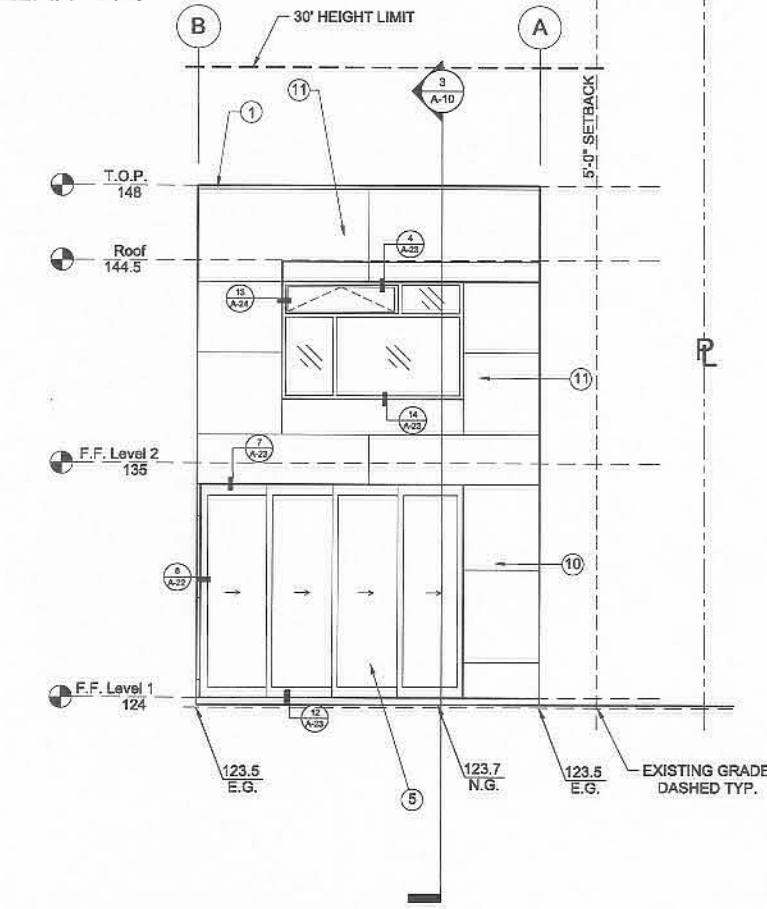 B
30' HEIGHT LIMIT
A
3
A-10
11
1
5'-0" SETBACK
T.O.P.
148
Roof
144.5
4
A-23
A-24
PL
11
14
A-23
F.F. Level 2
135
7
A-23
10
A-22
F.F. Level 1
124
12
A-23
123.5
E.G.
123.7
N.G.
123.5
E.G.
EXISTING GRADE
DASHED TYP.
5